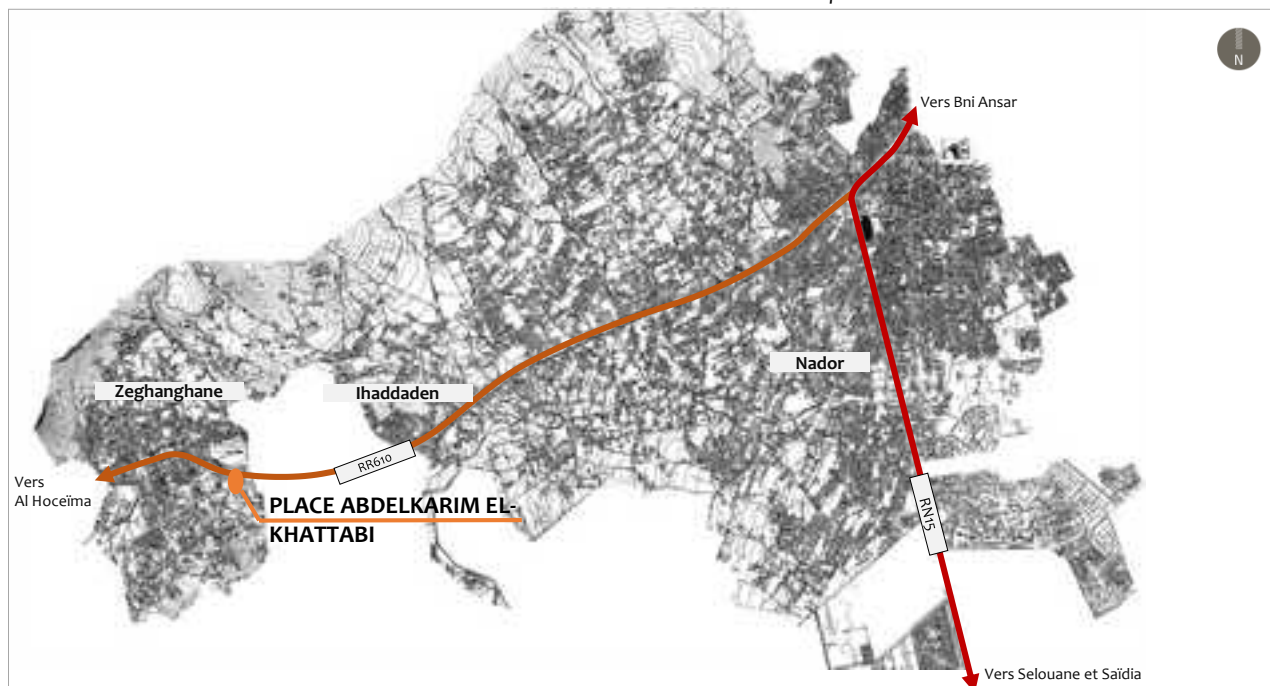 N
Vers Bni Ansar
Nador
Zeghanghane
Ihaddaden
RR610
Vers
Al Hoceïma
PLACE ABDELKARIM EL-
KHATTABI
RN15
Vers Selouane et Saïdia